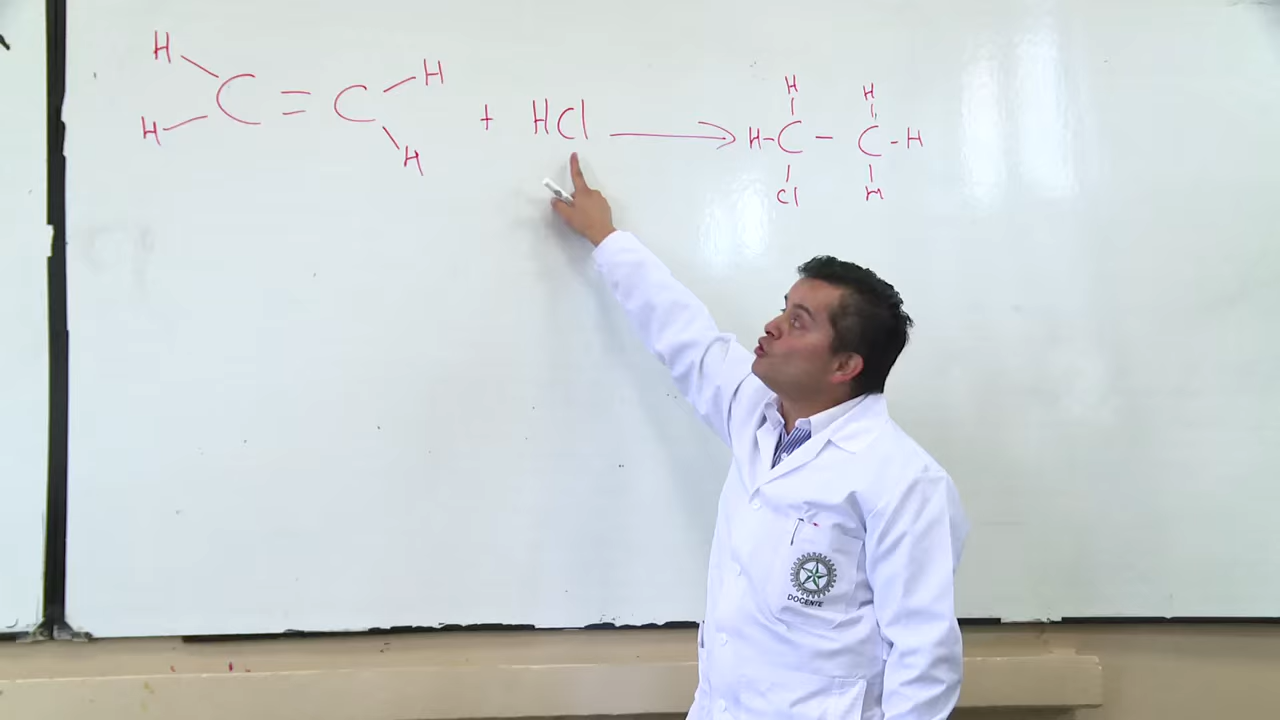 H H
C = C + HCl → H-C-C-H
H H
H H
Cl H
DOCENTE